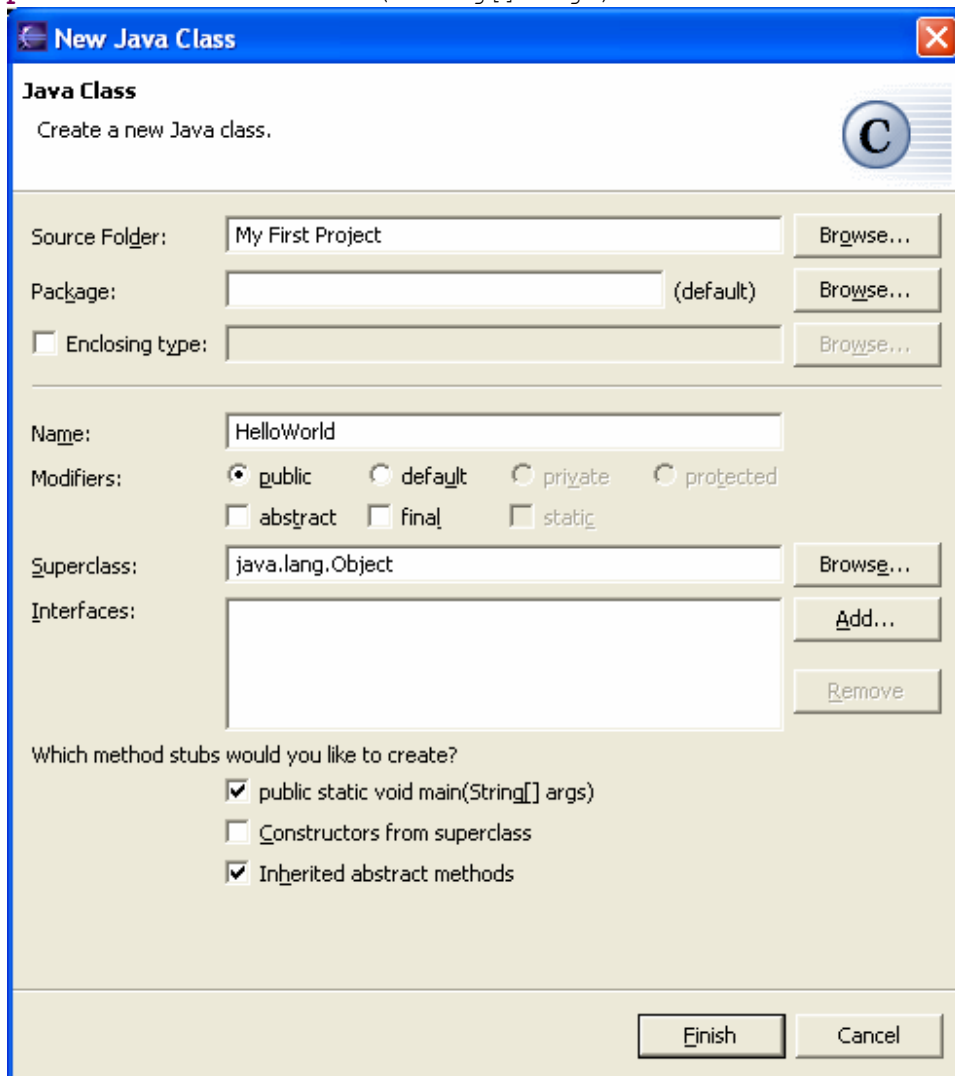 New Java Class
Java Class
Create a new Java class.
C
Source Folder: My First Project Browse...
Package: (default) Browse...
Enclosing type: Browse...
Name: HelloWorld
Modifiers: public default private protected
abstract final static
Superclass: java.lang.Object Browse...
Interfaces: Add...
Remove
Which method stubs would you like to create?
public static void main(String[] args)
Constructors from superclass
Inherited abstract methods
Finish Cancel